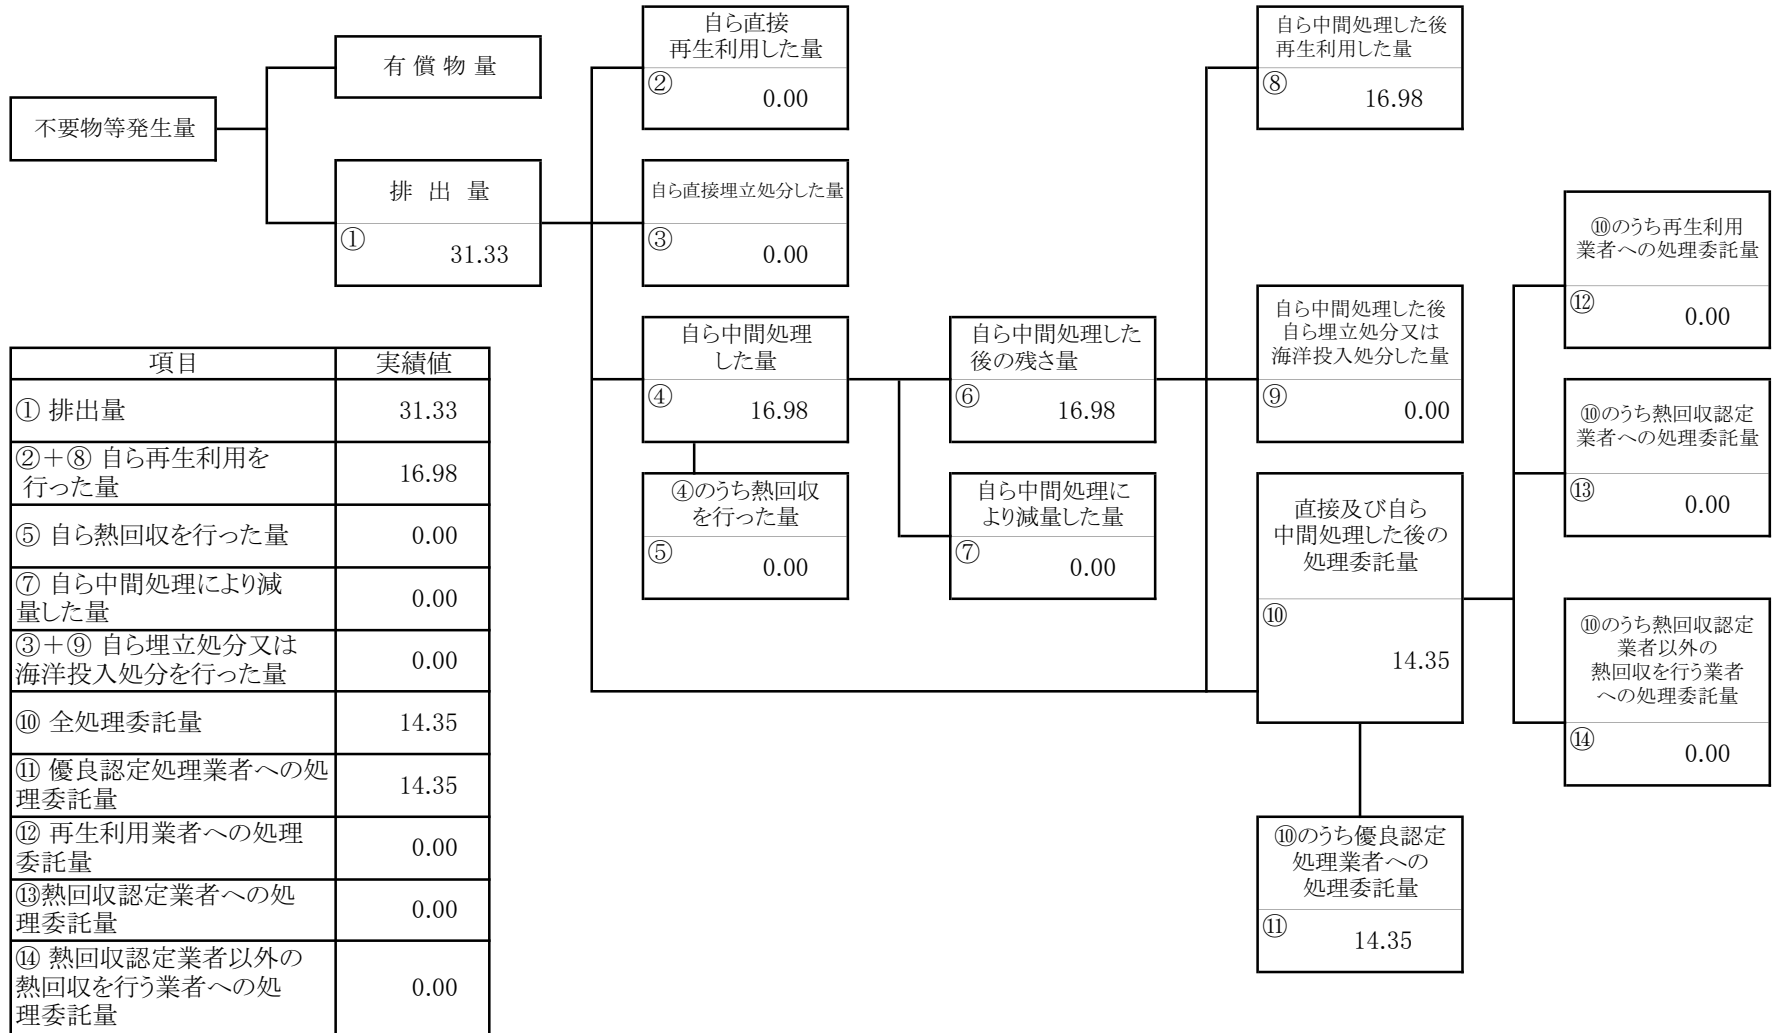 不要物等発生量
有 償 物 量
排 出 量
①
31.33
自ら直接
再生利用した量
②
0.00
自ら直接埋立処分した量
③
0.00
自ら中間処理
した量
④
16.98
④のうち熱回収
を行った量
⑤
0.00
自ら中間処理した
後の残さ量
⑥
16.98
自ら中間処理に
より減量した量
⑦
0.00
自ら中間処理した後
再生利用した量
⑧
16.98
自ら中間処理した後
自ら埋立処分又は
海洋投入処分した量
⑨
0.00
直接及び自ら
中間処理した後の
処理委託量
⑩
14.35
⑩のうち優良認定
処理業者への
処理委託量
⑪
14.35
⑩のうち再生利用
業者への処理委託量
⑫
0.00
⑩のうち熱回収認定
業者への処理委託量
⑬
0.00
⑩のうち熱回収認定
業者以外の
熱回収を行う業者
への処理委託量
⑭
0.00
項目 実績値
① 排出量 31.33
②+⑧ 自ら再生利用を
行った量 16.98
⑤ 自ら熱回収を行った量 0.00
⑦ 自ら中間処理により減
量した量 0.00
③+⑨ 自ら埋立処分又は
海洋投入処分を行った量 0.00
⑩ 全処理委託量 14.35
⑪ 優良認定処理業者への処
理委託量 14.35
⑫ 再生利用業者への処理
委託量 0.00
⑬熱回収認定業者への処
理委託量 0.00
⑭ 熱回収認定業者以外の
熱回収を行う業者への処
理委託量 0.00